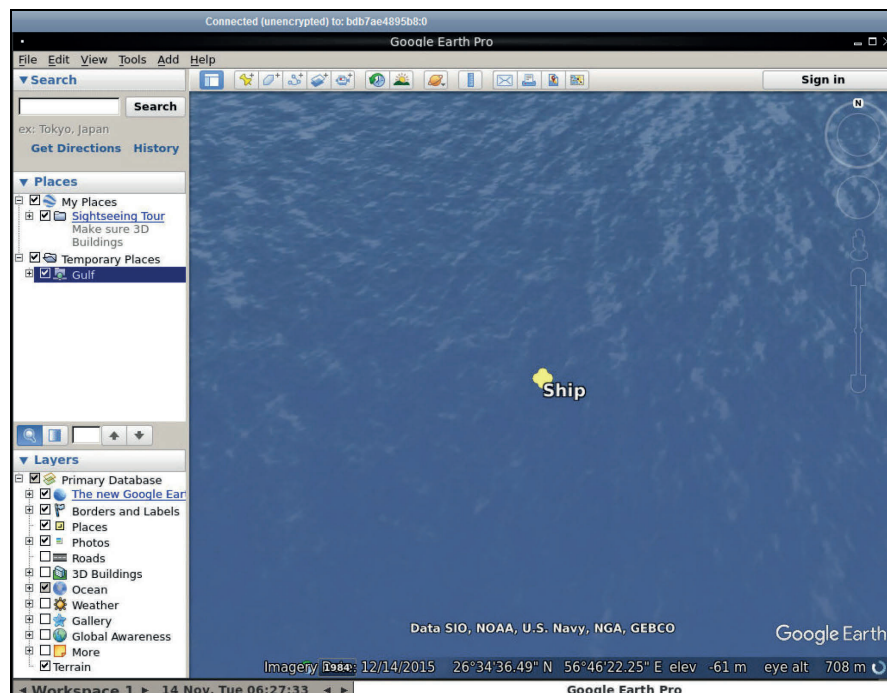 Connected (unencrypted) to: bdb7ae4895b8:0
Google Earth Pro
File Edit View Tools Add Help
Search
Sign in
Search
ex: Tokyo, Japan
Get Directions History
N
Places
My Places
Sightseeing Tour
Make sure 3D
Buildings
Temporary Places
Gulf
Ship
Layers
Primary Database
The new Google Ear
Borders and Labels
Places
Photos
Roads
3D Buildings
Ocean
Weather
Gallery
Global Awareness
More
Terrain
Data SIO, NOAA, U.S. Navy, NGA, GEBCO
Google Earth
Imagery 1984 12/14/2015 26°34'36.49" N 56°46'22.25" E elev -61 m eye alt 708 m
Workspace 1 14 Nov, Tue 06:27:33
Google Earth Pro